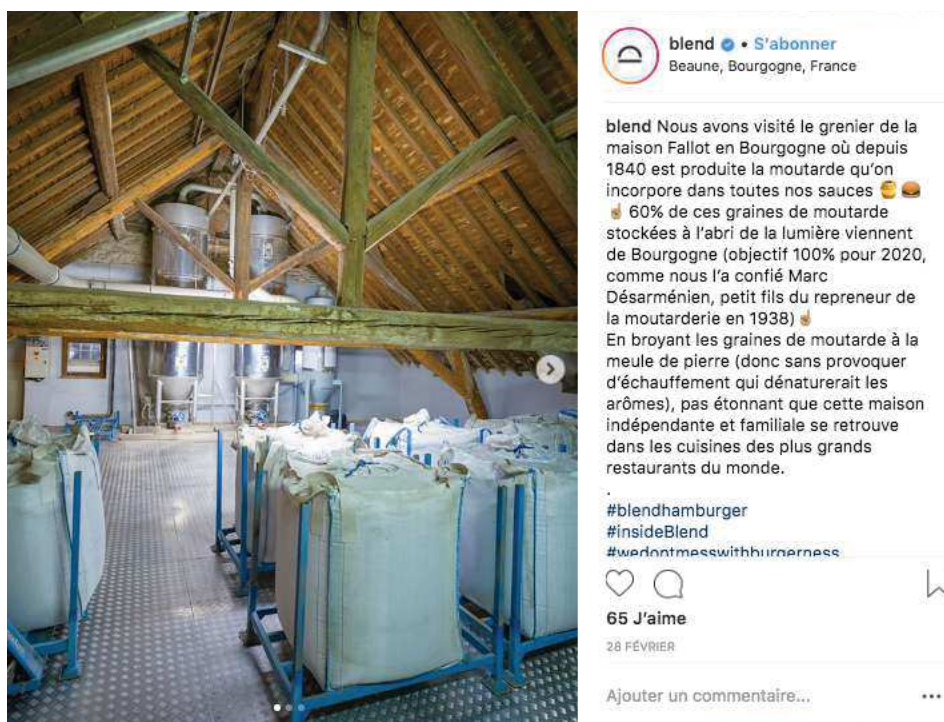 blend • S'abonner
Beaune, Bourgogne, France
blend Nous avons visité le grenier de la
maison Fallot en Bourgogne où depuis
1840 est produite la moutarde qu'on
incorpore dans toutes nos sauces 🍯 🍔
☝🏽 60% de ces graines de moutarde
stockées à l'abri de la lumière viennent
de Bourgogne (objectif 100% pour 2020,
comme nous l'a confié Marc
Désarménien, petit fils du repreneur de
la moutarderie en 1938) ☝🏽
En broyant les graines de moutarde à la
meule de pierre (donc sans provoquer
d'échauffement qui dénaturerait les
arômes), pas étonnant que cette maison
indépendante et familiale se retrouve
dans les cuisines des plus grands
restaurants du monde.
.
#blendhamburger
#insideBlend
#wedontmesswithburgerness
65 J'aime
28 FÉVRIER
Ajouter un commentaire...